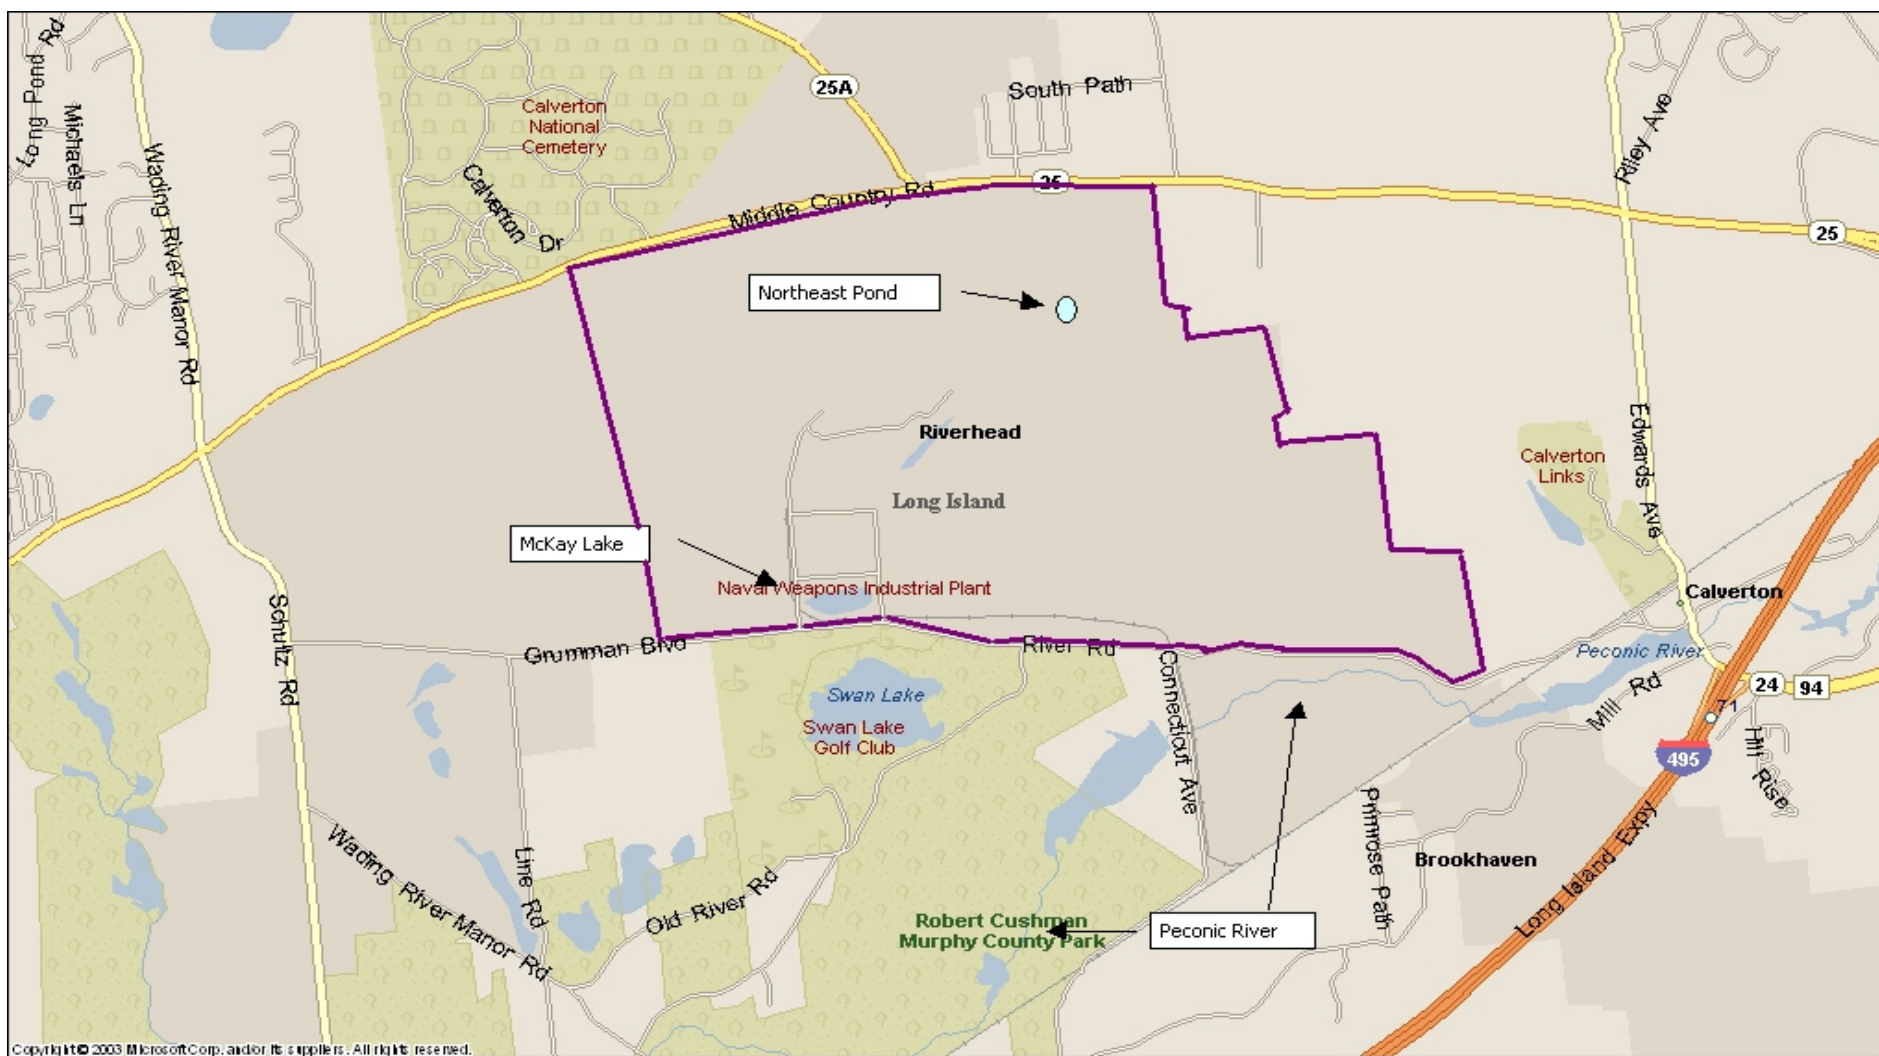 Long Pond Rd
Michaels Ln
Wading River Manor Rd
Calverton
National
Cemetery
Calverton Dr
25A
South Path
Riley Ave
Middle Country Rd
25
25
Northeast Pond
Riverhead
Long Island
Edwards Ave
Calverton
Links
McKay Lake
Naval Weapons Industrial Plant
Calverton
Schultz Rd
Grumman Blvd
River Rd
Connecticut Ave
Peconic River
Mill Rd
24
94
71
495
Hill Rise
Swan Lake
Swan Lake
Golf Club
Primrose Path
Long Island Expy
Brookhaven
Wading River Manor Rd
Line Rd
Old River Rd
Robert Cushman
Murphy County Park
Peconic River
Copyright © 2003 Microsoft Corp. and/or its suppliers. All rights reserved.